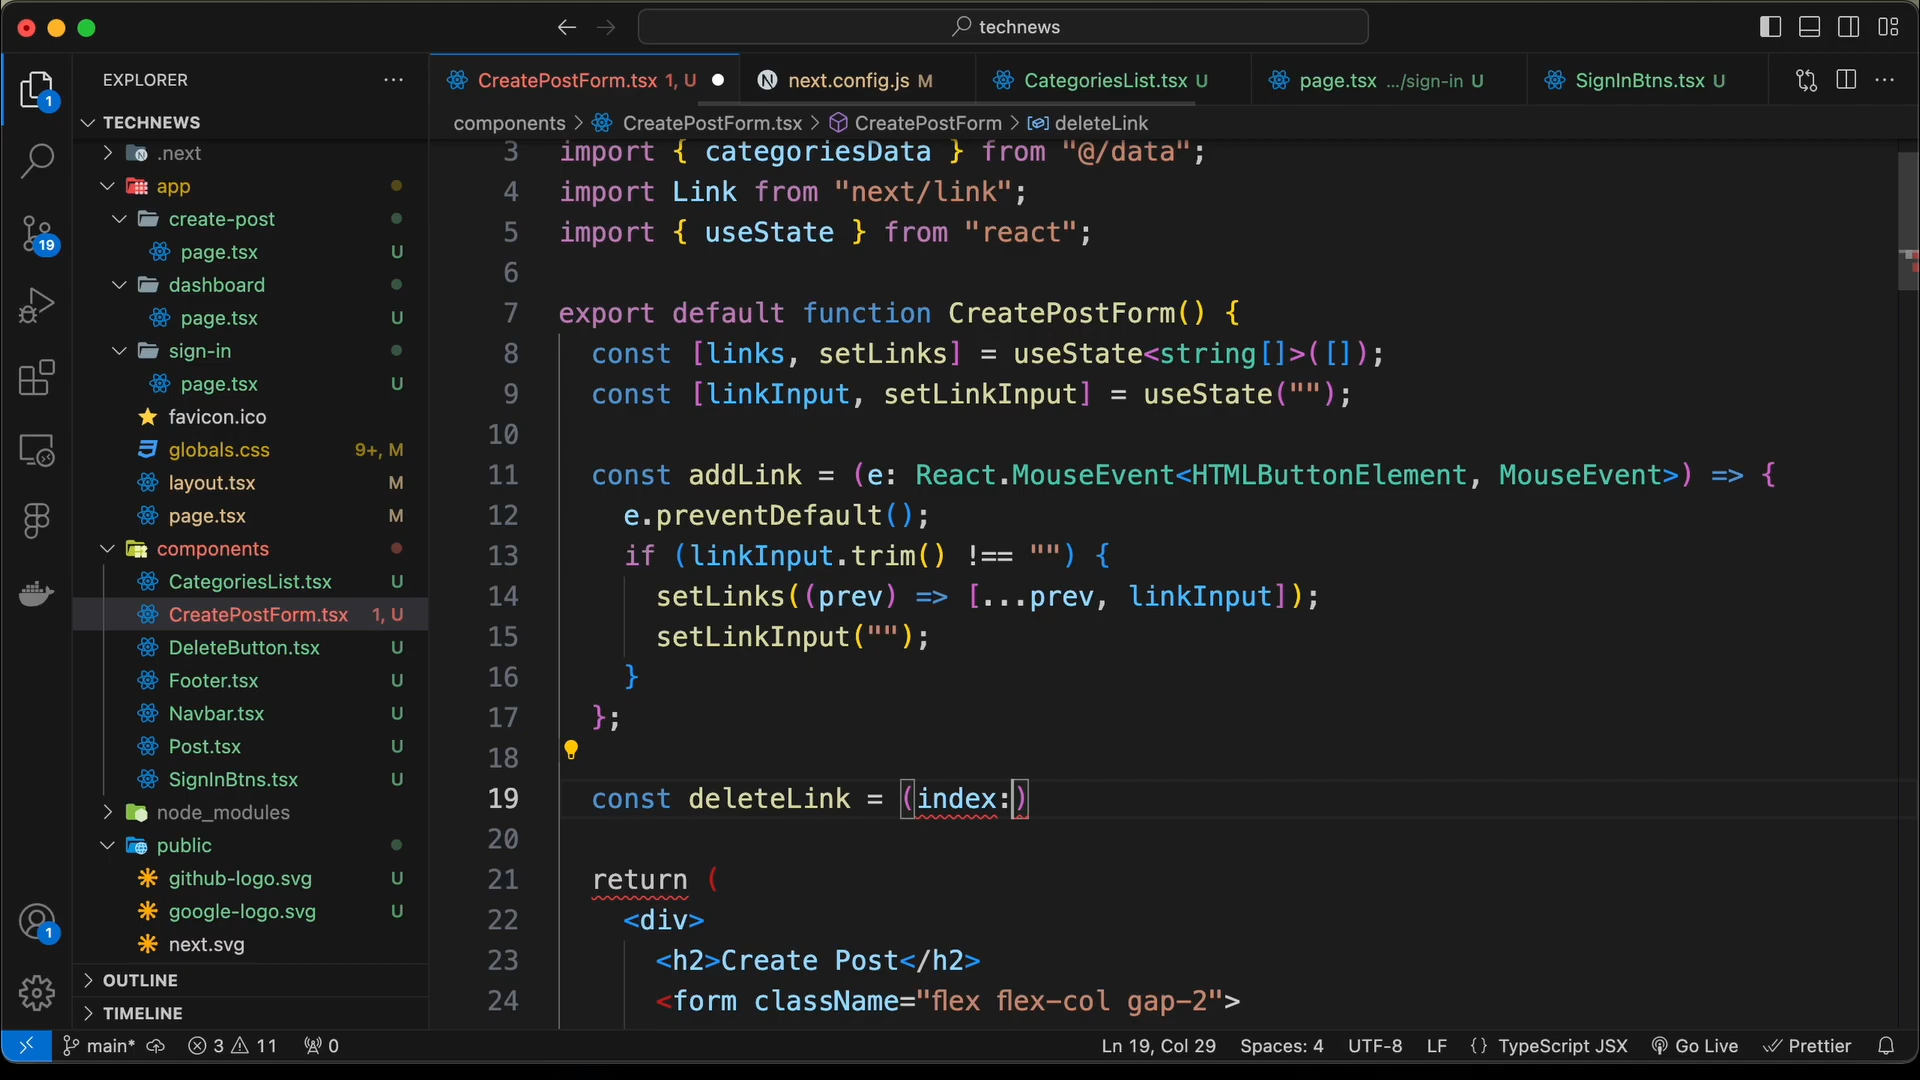 technews
EXPLORER
CreatePostForm.tsx 1, U
next.config.js M
CategoriesList.tsx U
page.tsx .../sign-in U
SignInBtns.tsx U
components > CreatePostForm.tsx > CreatePostForm > deleteLink
TECHNEWS
.next
app
create-post
page.tsx U
dashboard
page.tsx U
sign-in
page.tsx U
favicon.ico
globals.css 9+, M
layout.tsx M
page.tsx M
components
CategoriesList.tsx U
CreatePostForm.tsx 1, U
DeleteButton.tsx U
Footer.tsx U
Navbar.tsx U
Post.tsx U
SignInBtns.tsx U
node_modules
public
github-logo.svg U
google-logo.svg U
next.svg
OUTLINE
TIMELINE
1
19
1
3 import { categoriesData } from "@/data";
4 import Link from "next/link";
5 import { useState } from "react";
6
7 export default function CreatePostForm() {
8 const [links, setLinks] = useState<string[]>([]);
9 const [linkInput, setLinkInput] = useState("");
10
11 const addLink = (e: React.MouseEvent<HTMLButtonElement, MouseEvent>) => {
12 e.preventDefault();
13 if (linkInput.trim() !== "") {
14 setLinks((prev) => [...prev, linkInput]);
15 setLinkInput("");
16 }
17 };
18
19 const deleteLink = (index:)
20
21 return (
22 <div>
23 <h2>Create Post</h2>
24 <form className="flex flex-col gap-2">
main* 3 11 0 Ln 19, Col 29 Spaces: 4 UTF-8 LF {} TypeScript JSX Go Live Prettier